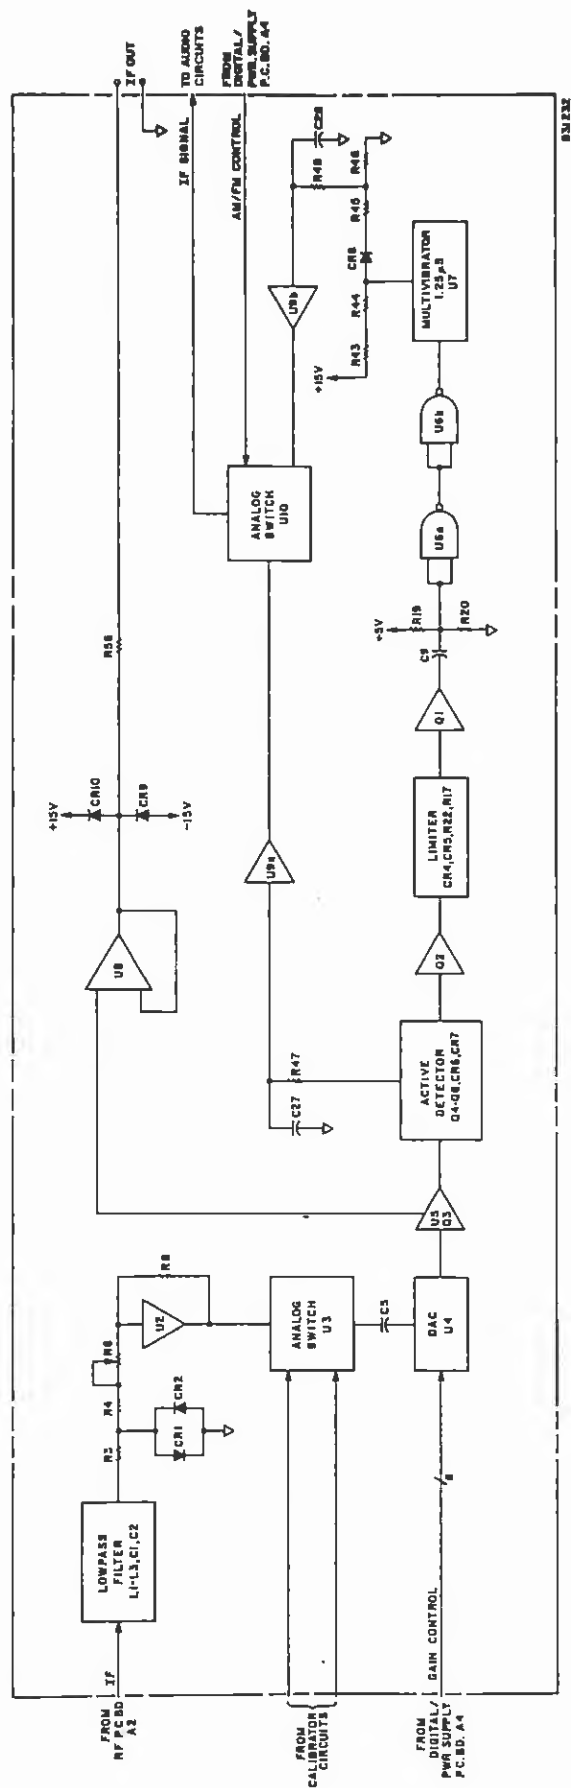 FROM
RF PC BD
A2
IF
LOWPASS
FILTER
L1-L3,C1,C2
R3
R4
R6
CR1
CR2
U2
R8
FROM
CALIBRATOR
CIRCUITS
ANALOG
SWITCH
U3
C5
FROM
DIGITAL/
PWR SUPPLY
P.C. BD. A4
GAIN CONTROL
8
DAC
U4
U5
Q3
ACTIVE
DETECTOR
Q4-Q8,CR6,CR7
C27
R47
Q2
LIMITER
CR4,CR5,R22,R17
Q1
C9
+5V
R19
R20
U6a
U6b
MULTIVIBRATOR
1.25µS
U7
U8
+15V
CR10
CR9
-15V
R56
IF OUT
U9a
ANALOG
SWITCH
U10
U9b
IF SIGNAL
TO AUDIO
CIRCUITS
AM/FM CONTROL
FROM
DIGITAL/
PWR. SUPPLY
P.C. BD. A4
+15V
R43
R44
CR8
R45
R46
R48
C28
831232